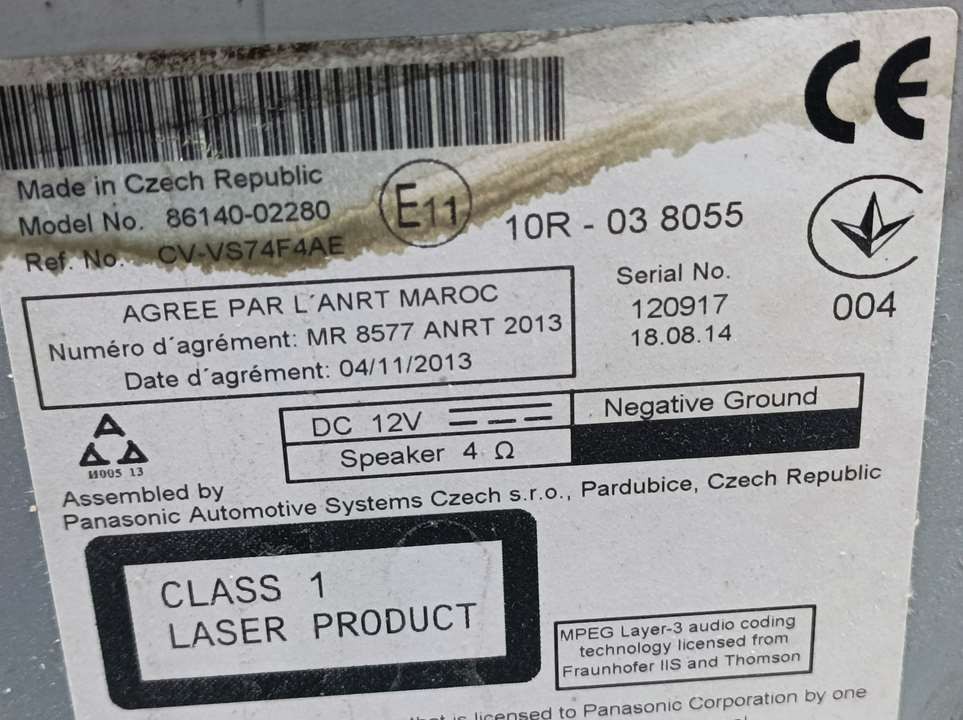 CE
Made in Czech Republic
Model No. 86140-02280
E11
10R - 03 8055
Ref. No. CV-VS74F4AE
AGREE PAR L´ANRT MAROC
Numéro d´agrément: MR 8577 ANRT 2013
Date d´agrément: 04/11/2013
Serial No.
120917
18.08.14
004
DC 12V
Negative Ground
Speaker 4 Ω
И005 13
Assembled by
Panasonic Automotive Systems Czech s.r.o., Pardubice, Czech Republic
CLASS 1
LASER PRODUCT
MPEG Layer-3 audio coding
technology licensed from
Fraunhofer IIS and Thomson
that is licensed to Panasonic Corporation by one